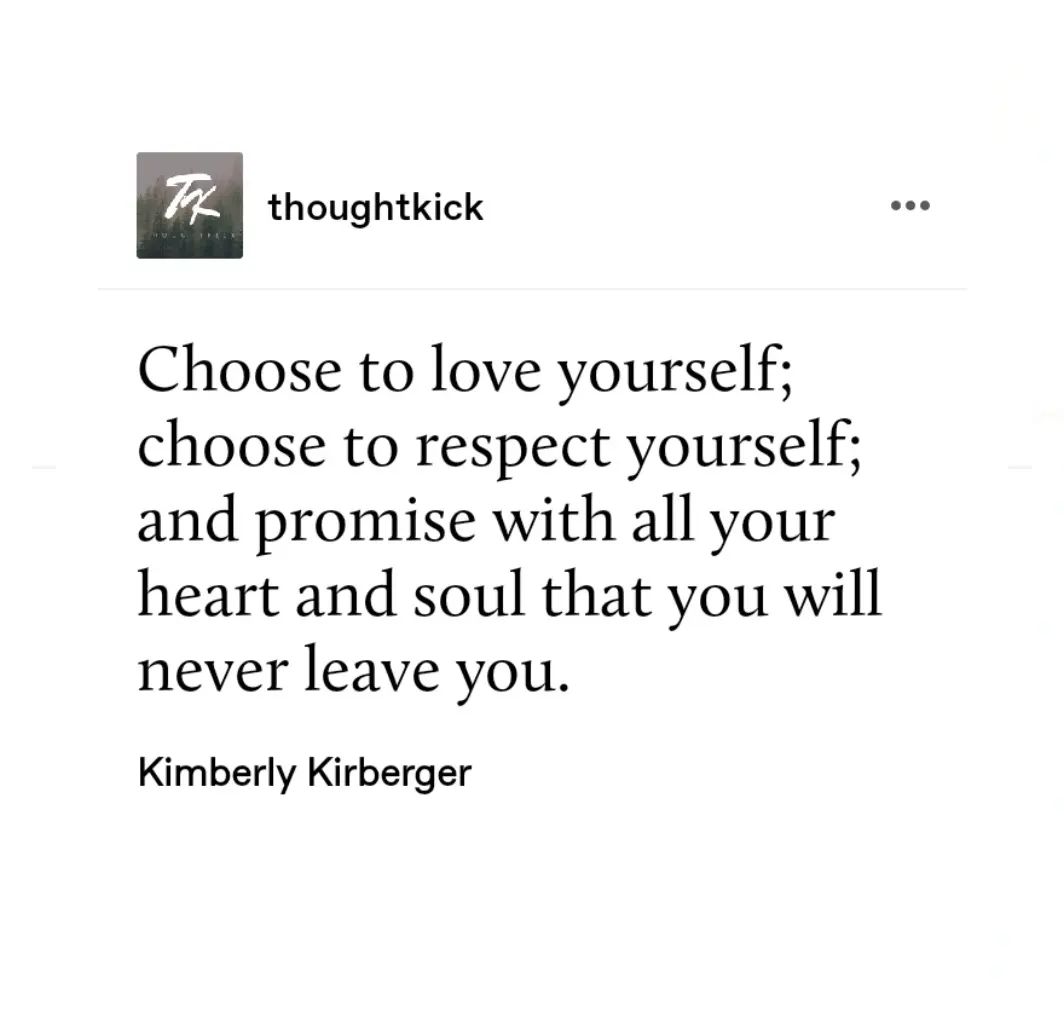 TK
thoughtkick
Choose to love yourself;
choose to respect yourself;
and promise with all your
heart and soul that you will
never leave you.
Kimberly Kirberger